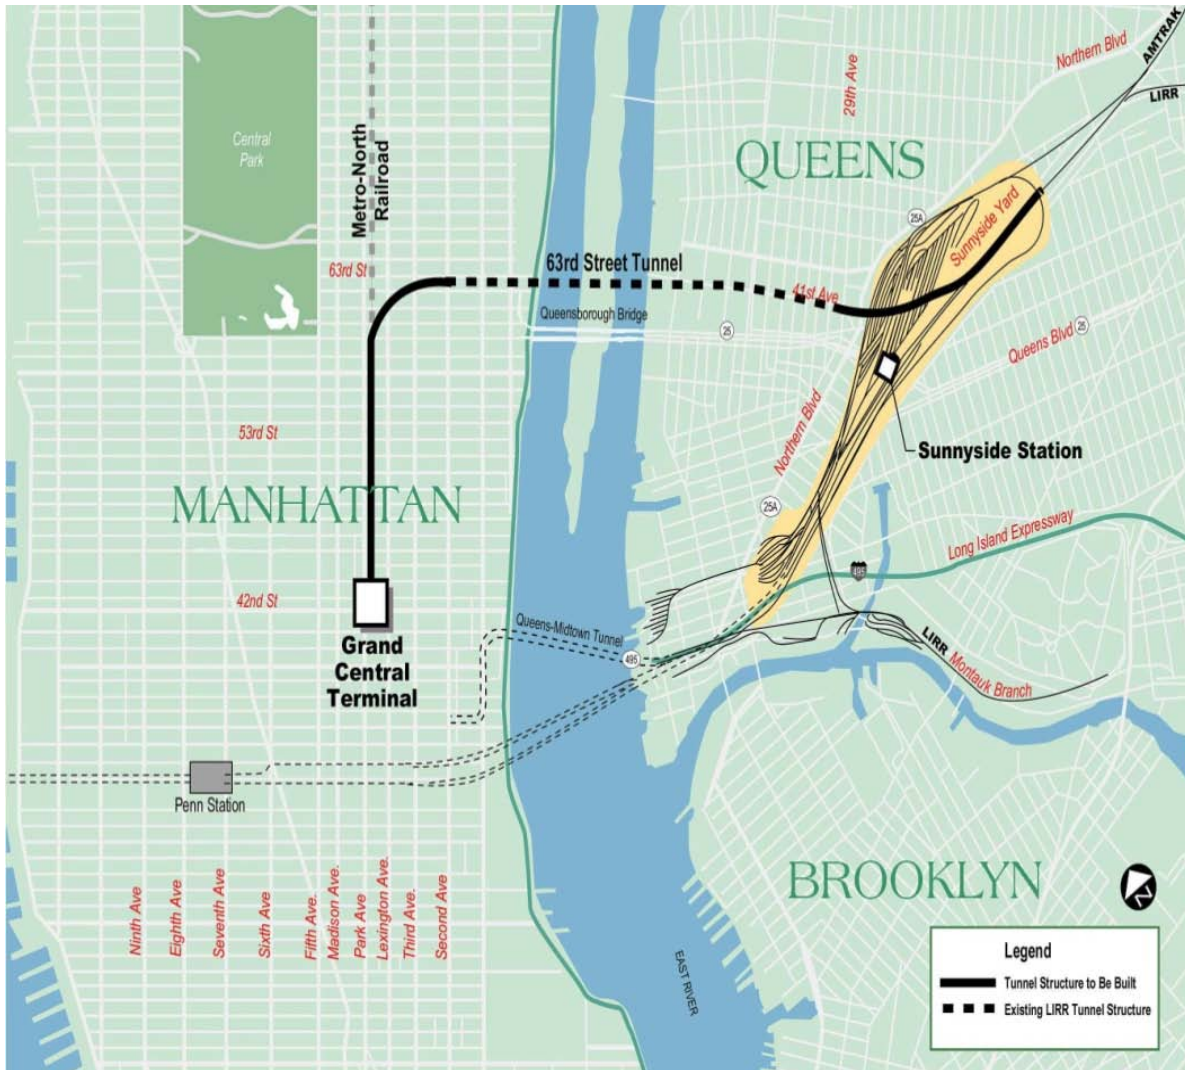 AMTRAK
Northern Blvd
LIRR
29th Ave
QUEENS
Central
Park
Metro-North
Railroad
25A
Sunnyside Yard
63rd St
63rd Street Tunnel
41st Ave
Queensborough Bridge
25
Queens Blvd
25
Northern Blvd
53rd St
Sunnyside Station
MANHATTAN
25A
Long Island Expressway
495
42nd St
Queens-Midtown Tunnel
495
Grand
Central
Terminal
LIRR
Montauk Branch
Penn Station
BROOKLYN
Ninth Ave
Eighth Ave
Seventh Ave
Sixth Ave
Fifth Ave.
Madison Ave.
Park Ave
Lexington Ave.
Third Ave.
Second Ave
EAST RIVER
N
Legend
Tunnel Structure to Be Built
Existing LIRR Tunnel Structure